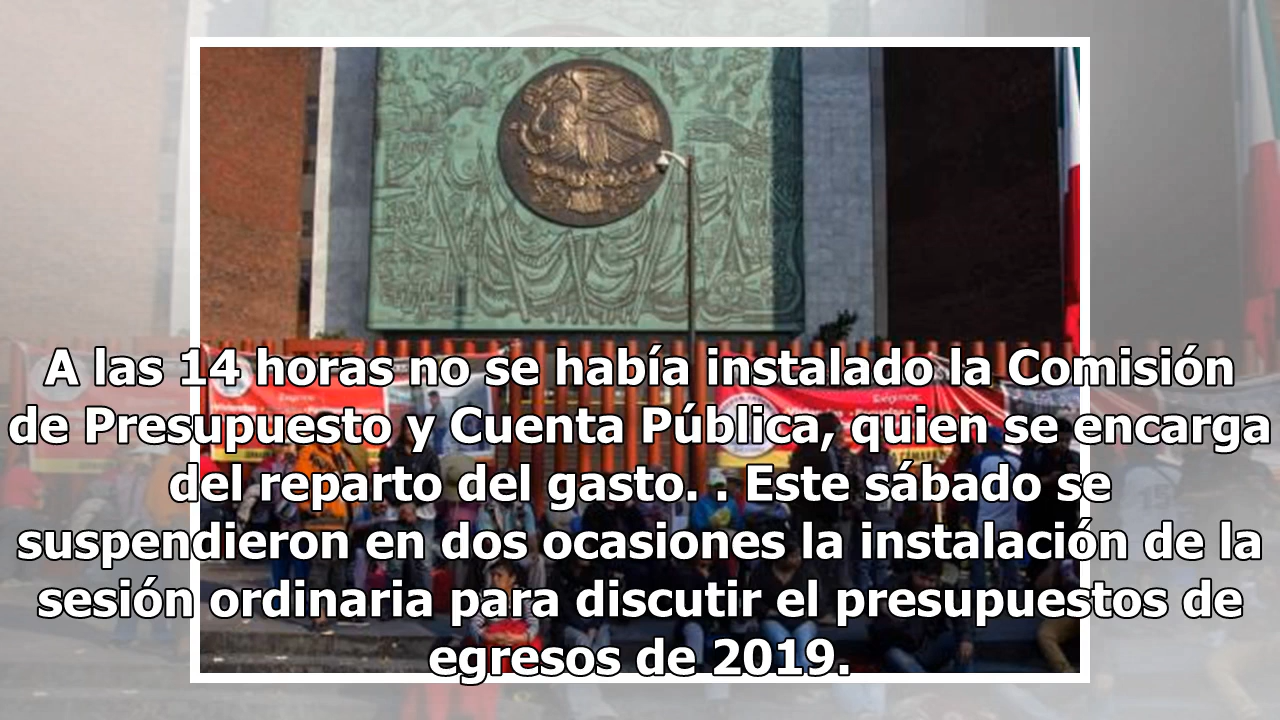 A las 14 horas no se había instalado la Comisión
de Presupuesto y Cuenta Pública, quien se encarga
del reparto del gasto. . Este sábado se
suspendieron en dos ocasiones la instalación de la
sesión ordinaria para discutir el presupuestos de
egresos de 2019.